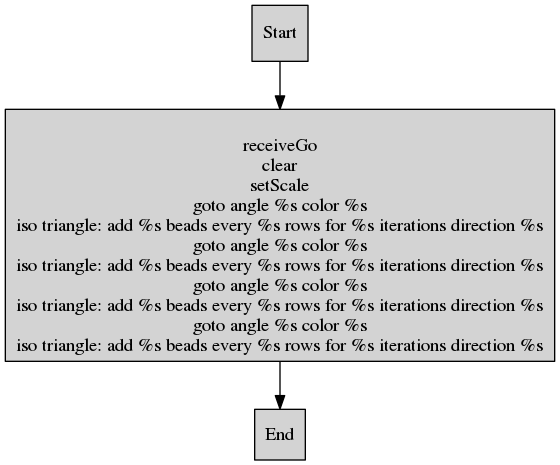 Start
receiveGo
clear
setScale
goto angle %s color %s
iso triangle: add %s beads every %s rows for %s iterations direction %s
goto angle %s color %s
iso triangle: add %s beads every %s rows for %s iterations direction %s
goto angle %s color %s
iso triangle: add %s beads every %s rows for %s iterations direction %s
goto angle %s color %s
iso triangle: add %s beads every %s rows for %s iterations direction %s
End